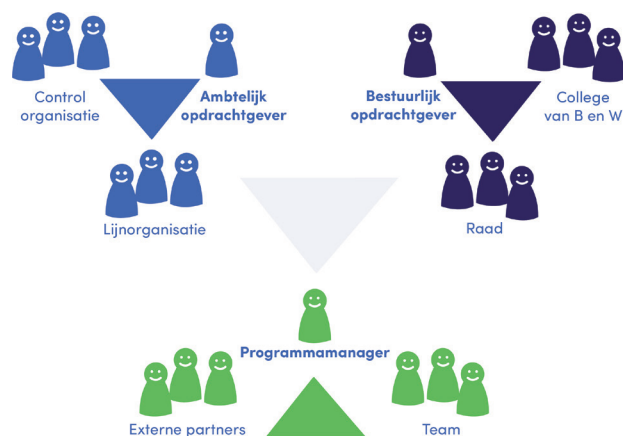 Control
organisatie
Ambtelijk
opdrachtgever
Bestuurlijk
opdrachtgever
College
van B en W
Lijnorganisatie
Raad
Programmamanager
Externe partners
Team